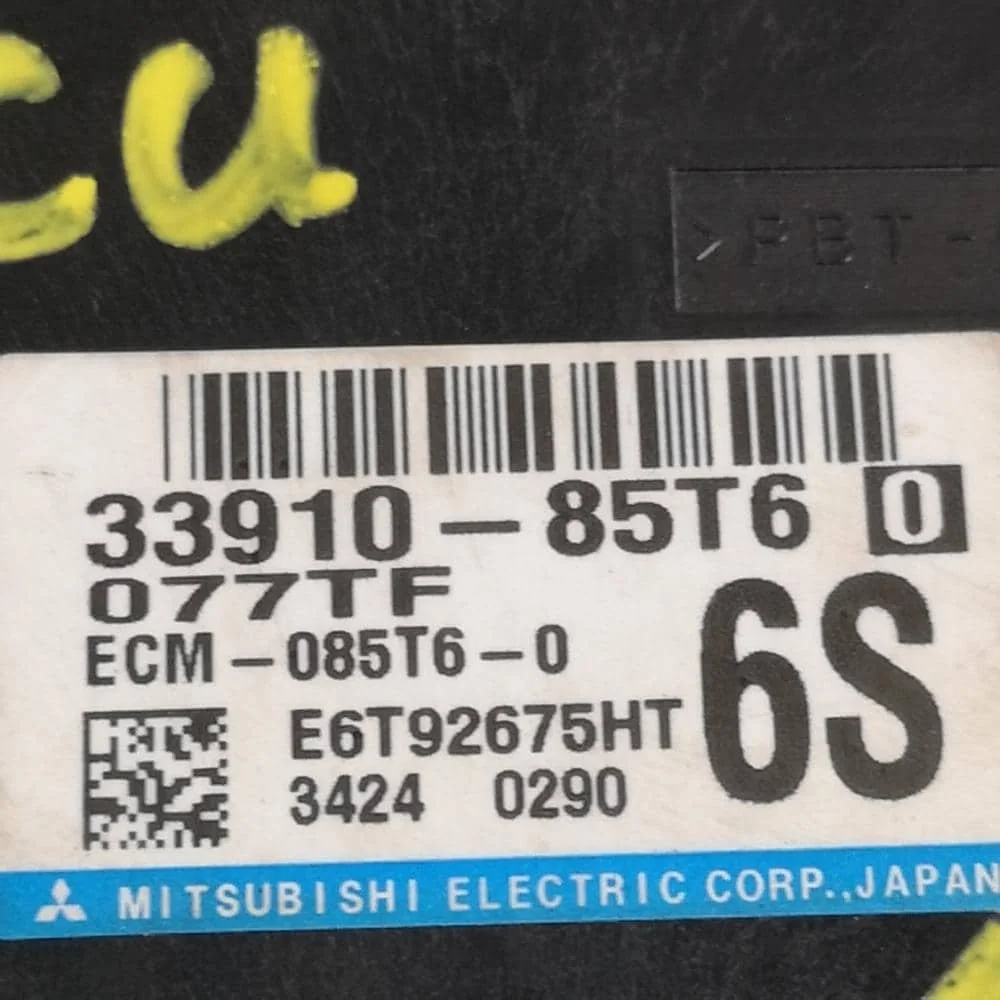 CU
>PBT-
33910-85T6 0
077TF
ECM-085T6-0
6S
E6T92675HT
3424 0290
MITSUBISHI ELECTRIC CORP.,JAPAN